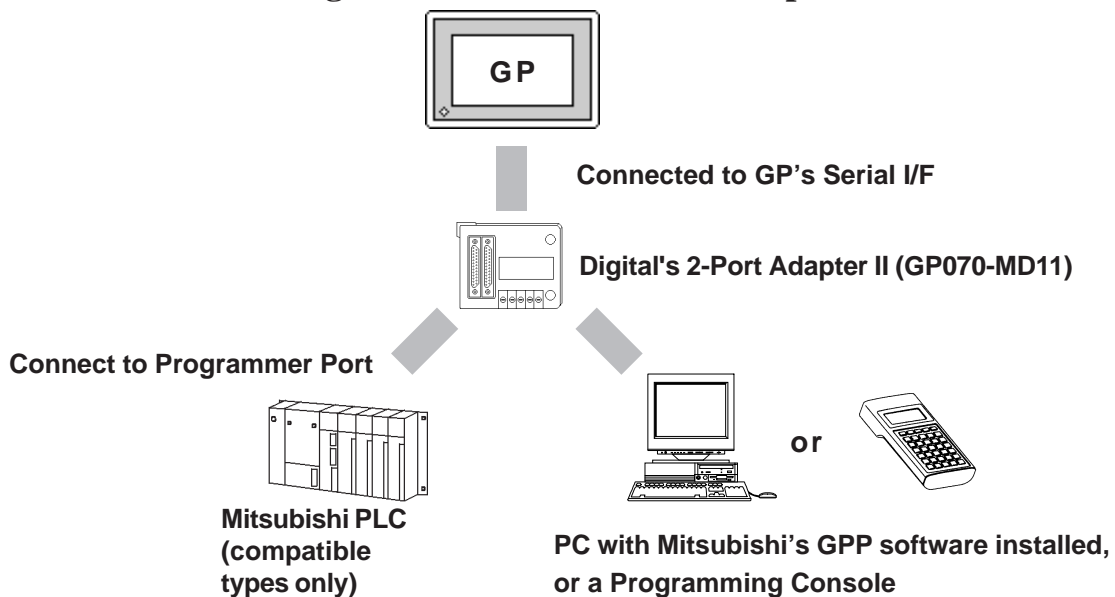 GP
Connected to GP’s Serial I/F
Digital's 2-Port Adapter II (GP070-MD11)
Connect to Programmer Port
or
Mitsubishi PLC
(compatible
types only)
PC with Mitsubishi’s GPP software installed,
or a Programming Console